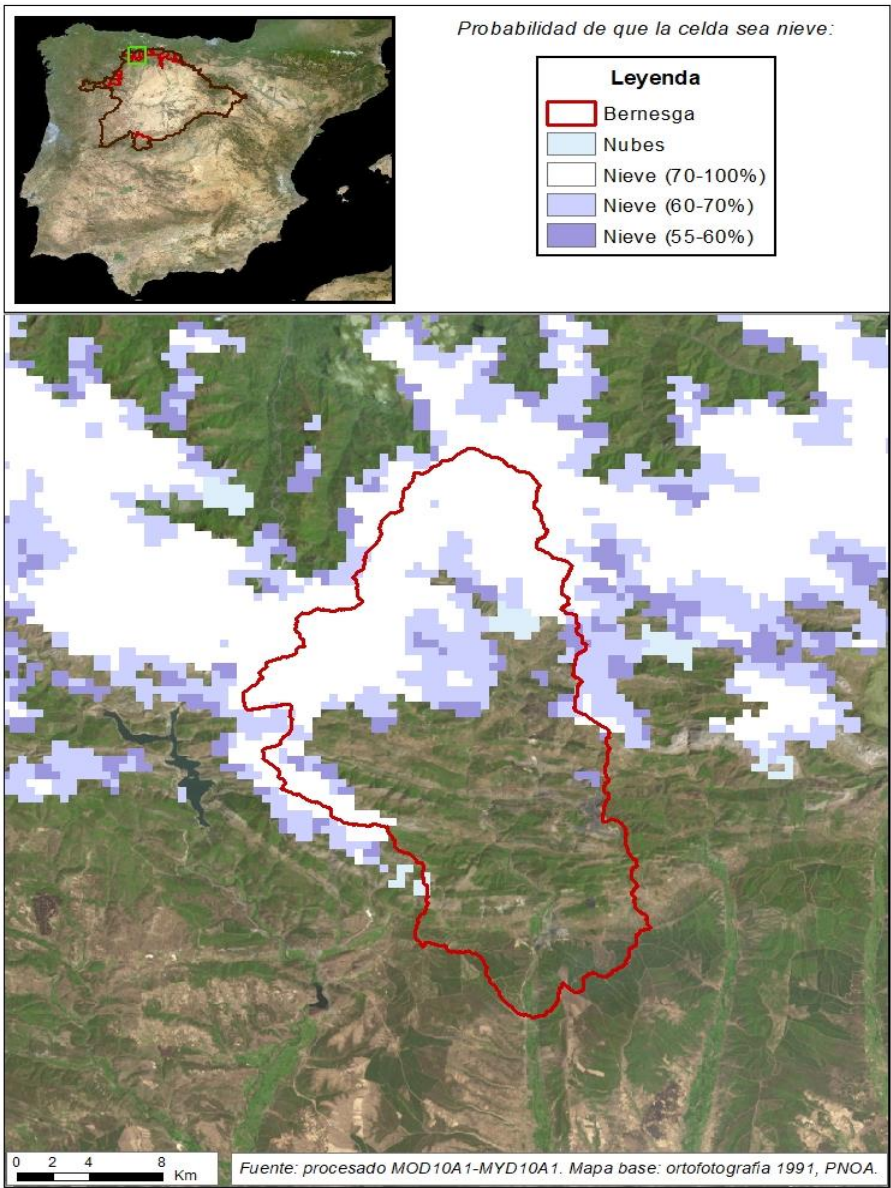 Probabilidad de que la celda sea nieve:
Leyenda
Bernesga
Nubes
Nieve (70-100%)
Nieve (60-70%)
Nieve (55-60%)
0 2 4 8
Km
Fuente: procesado MOD10A1-MYD10A1. Mapa base: ortofotografía 1991, PNOA.